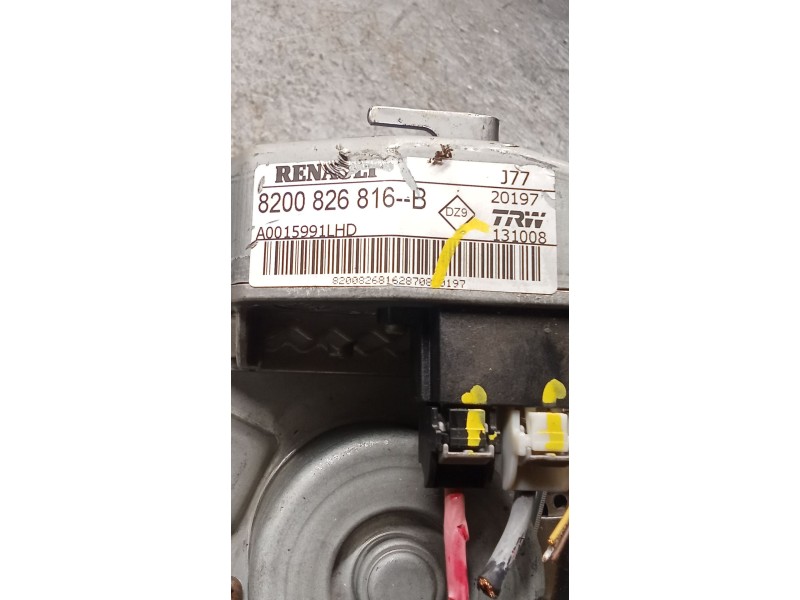 RENAULT
J77
8200 826 816--B
DZ9
20197
TRW
A0015991LHD
131008